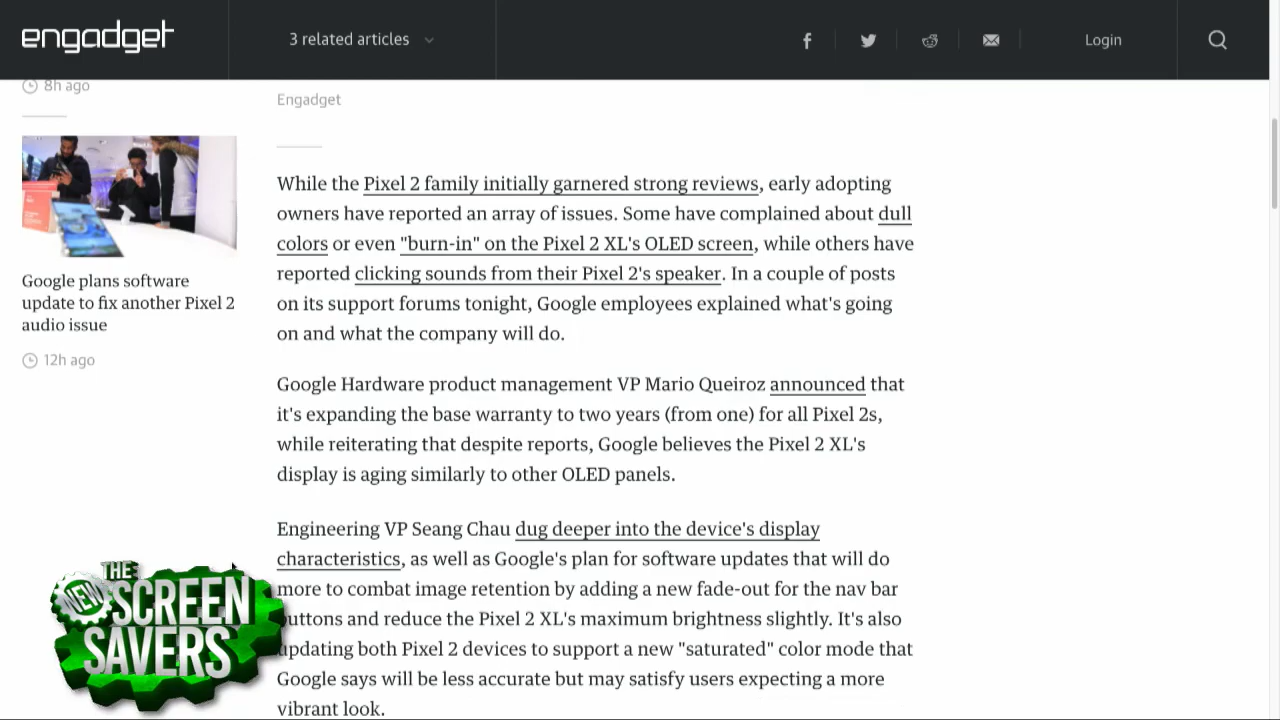 engadget
3 related articles
Login
8h ago
Google plans software
update to fix another Pixel 2
audio issue
12h ago
Engadget
While the Pixel 2 family initially garnered strong reviews, early adopting
owners have reported an array of issues. Some have complained about dull
colors or even "burn-in" on the Pixel 2 XL's OLED screen, while others have
reported clicking sounds from their Pixel 2's speaker. In a couple of posts
on its support forums tonight, Google employees explained what's going
on and what the company will do.
Google Hardware product management VP Mario Queiroz announced that
it's expanding the base warranty to two years (from one) for all Pixel 2s,
while reiterating that despite reports, Google believes the Pixel 2 XL's
display is aging similarly to other OLED panels.
Engineering VP Seang Chau dug deeper into the device's display
characteristics, as well as Google's plan for software updates that will do
more to combat image retention by adding a new fade-out for the nav bar
buttons and reduce the Pixel 2 XL's maximum brightness slightly. It's also
updating both Pixel 2 devices to support a new "saturated" color mode that
Google says will be less accurate but may satisfy users expecting a more
vibrant look.
THE
NEW
SCREEN
SAVERS